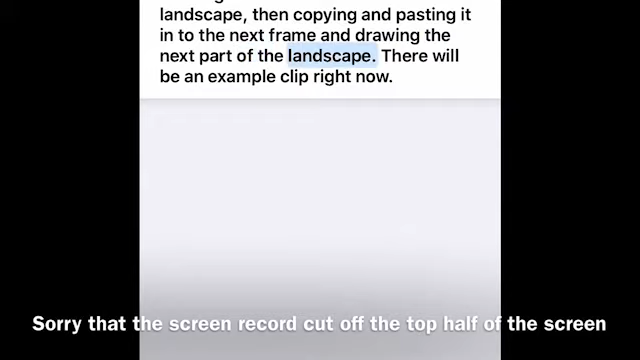 landscape, then copying and pasting it
in to the next frame and drawing the
next part of the landscape. There will
be an example clip right now.
Sorry that the screen record cut off the top half of the screen